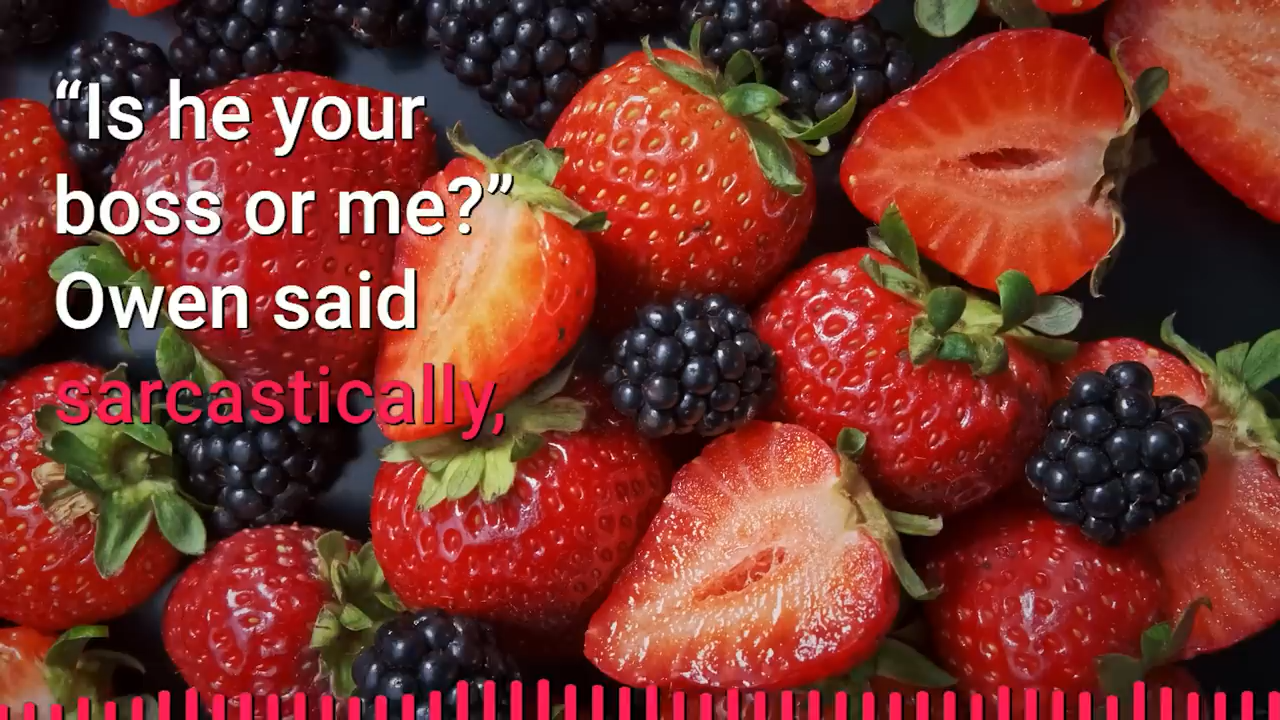 “Is he your
boss or me?”
Owen said
sarcastically,